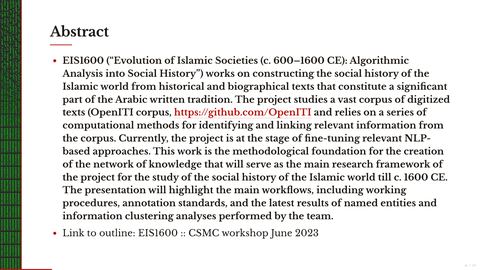 Abstract
• EIS1600 (“Evolution of Islamic Societies (c. 600–1600 CE): Algorithmic
Analysis into Social History”) works on constructing the social history of the
Islamic world from historical and biographical texts that constitute a significant
part of the Arabic written tradition. The project studies a vast corpus of digitized
texts (OpenITI corpus, https://github.com/OpenITI and relies on a series of
computational methods for identifying and linking relevant information from
the corpus. Currently, the project is at the stage of fine-tuning relevant NLP-
based approaches. This work is the methodological foundation for the creation
of the network of knowledge that will serve as the main research framework of
the project for the study of the social history of the Islamic world till c. 1600 CE.
The presentation will highlight the main workflows, including working
procedures, annotation standards, and the latest results of named entities and
information clustering analyses performed by the team.
• Link to outline: EIS1600 :: CSMC workshop June 2023